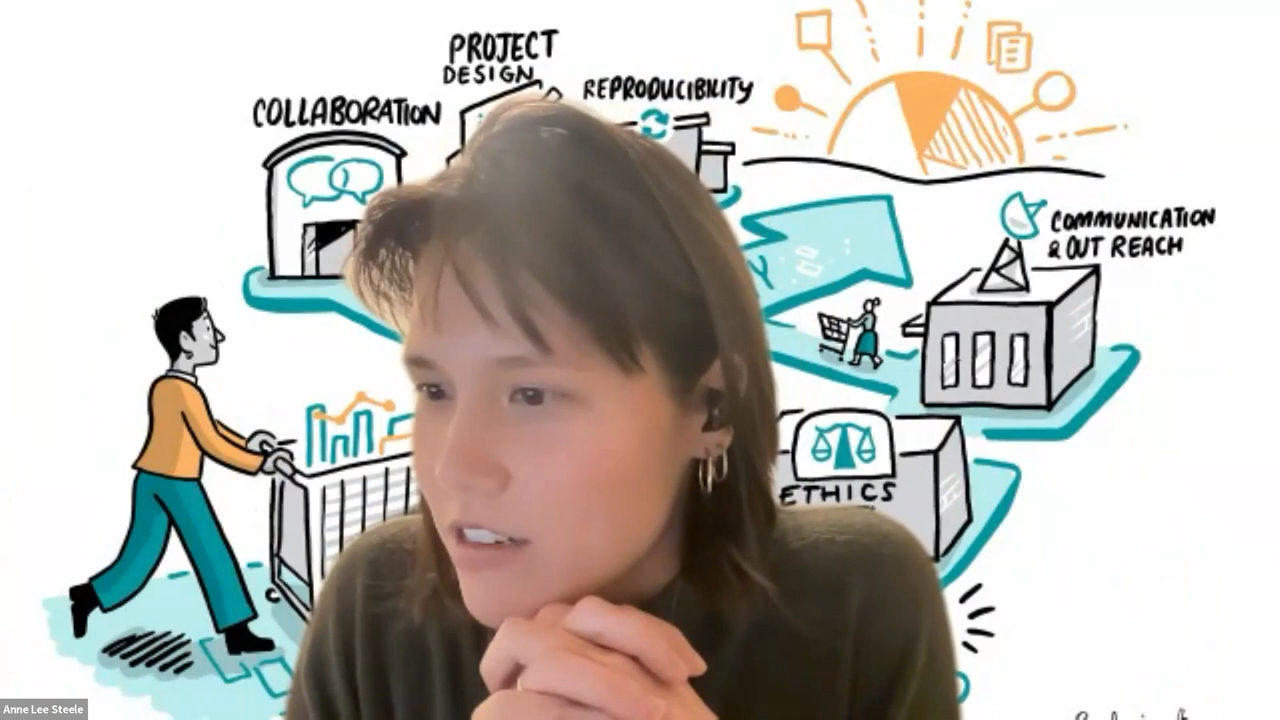 PROJECT
DESIGN
REPRODUCIBILITY
COLLABORATION
COMMUNICATION
& OUT REACH
ETHICS
Anne Lee Steele